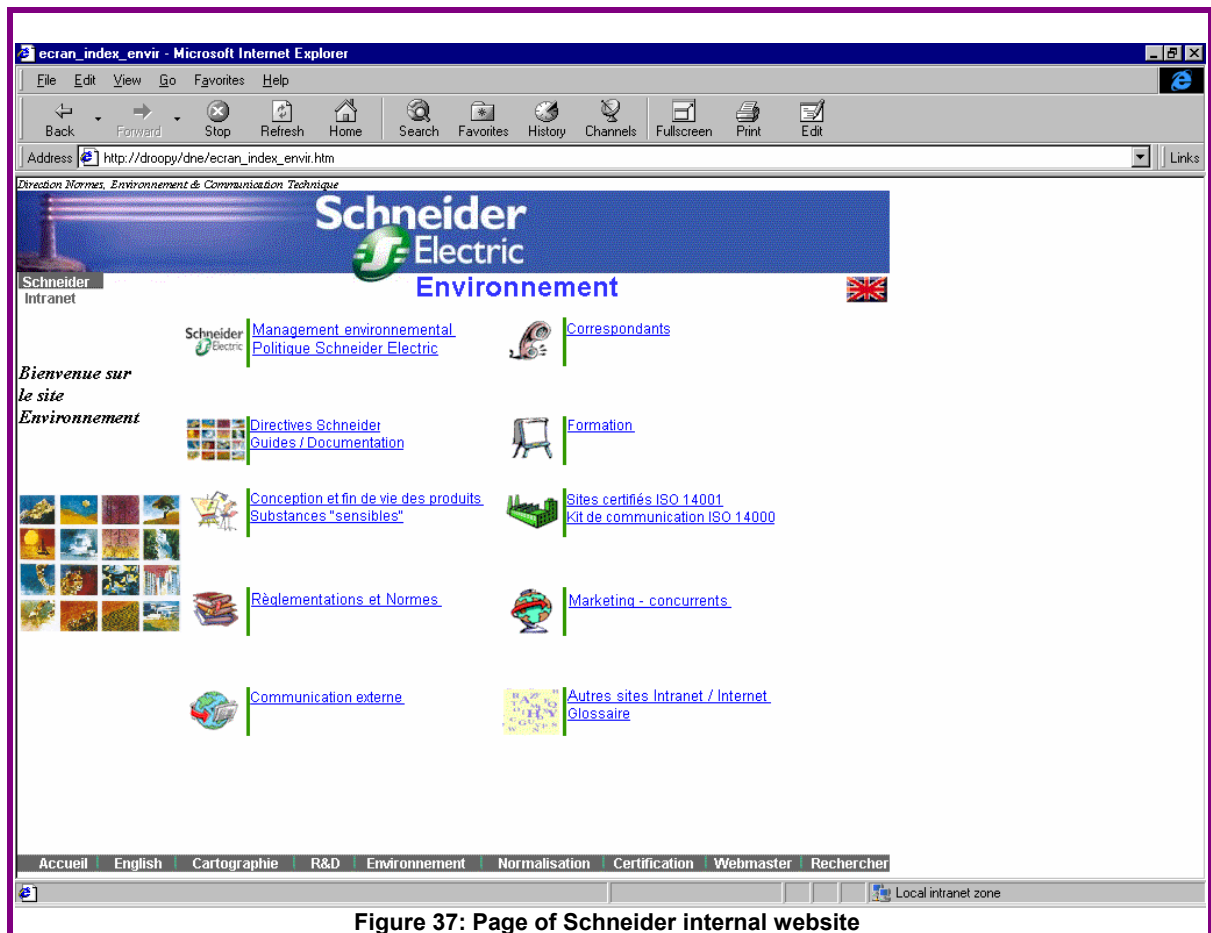 ecran_index_envir - Microsoft Internet Explorer
File Edit View Go Favorites Help
Back Forward Stop Refresh Home Search Favorites History Channels Fullscreen Print Edit
Address http://droopy/dne/ecran_index_envir.htm Links
Direction Normes, Environnement & Communication Technique
Schneider
Electric
Schneider
Intranet
Environnement
Schneider
Electric
Management environnemental
Politique Schneider Electric
Correspondants
Bienvenue sur
le site
Environnement
Directives Schneider
Guides / Documentation
Formation
Conception et fin de vie des produits
Substances "sensibles"
Sites certifiés ISO 14001
Kit de communication ISO 14000
Règlementations et Normes
Marketing - concurrents
Communication externe
Autres sites Intranet / Internet
Glossaire
Accueil English Cartographie R&D Environnement Normalisation Certification Webmaster Rechercher
Local intranet zone
Figure 37: Page of Schneider internal website